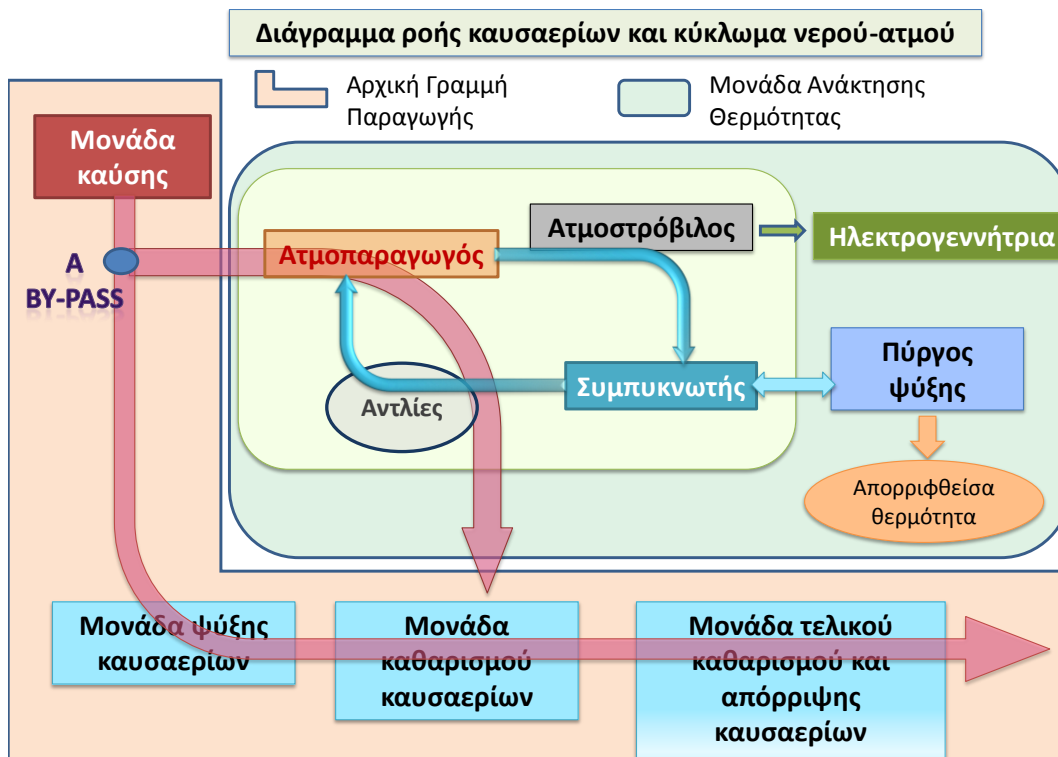 Διάγραμμα ροής καυσαερίων και κύκλωμα νερού-ατμού
Αρχική Γραμμή
Παραγωγής
Μονάδα Ανάκτησης
Θερμότητας
Μονάδα
καύσης
Ατμοστρόβιλος
Ηλεκτρογεννήτρια
Ατμοπαραγωγός
A
BY-PASS
Πύργος
ψύξης
Συμπυκνωτής
Αντλίες
Απορριφθείσα
θερμότητα
Μονάδα ψύξης
καυσαερίων
Μονάδα
καθαρισμού
καυσαερίων
Μονάδα τελικού
καθαρισμού και
απόρριψης
καυσαερίων